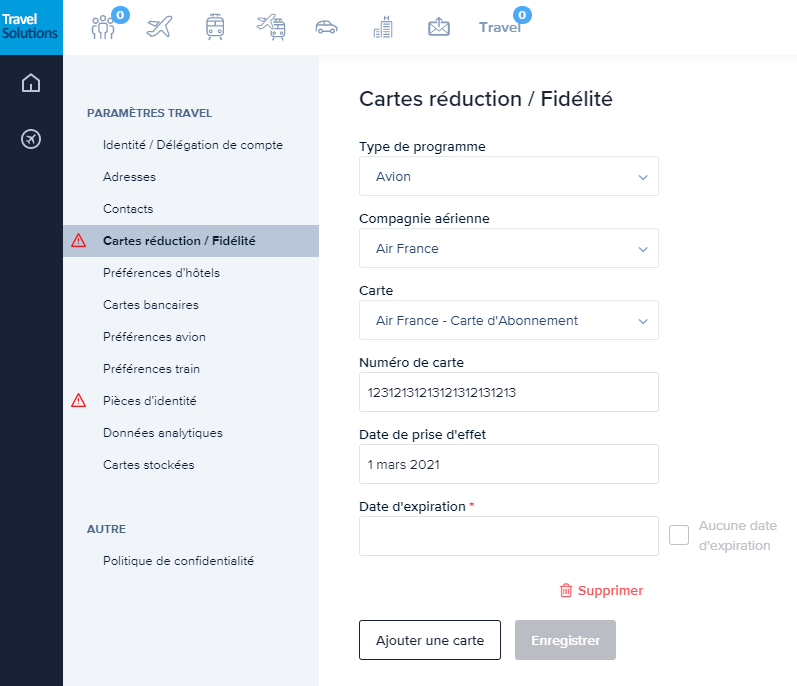 Travel
Solutions
0
Travel
0
PARAMÈTRES TRAVEL
Identité / Délégation de compte
Adresses
Contacts
Cartes réduction / Fidélité
Préférences d'hôtels
Cartes bancaires
Préférences avion
Préférences train
Pièces d'identité
Données analytiques
Cartes stockées
AUTRE
Politique de confidentialité
Cartes réduction / Fidélité
Type de programme
Avion
Compagnie aérienne
Air France
Carte
Air France - Carte d'Abonnement
Numéro de carte
12312131213121312131213
Date de prise d'effet
1 mars 2021
Date d'expiration *
Aucune date
d'expiration
Supprimer
Ajouter une carte
Enregistrer